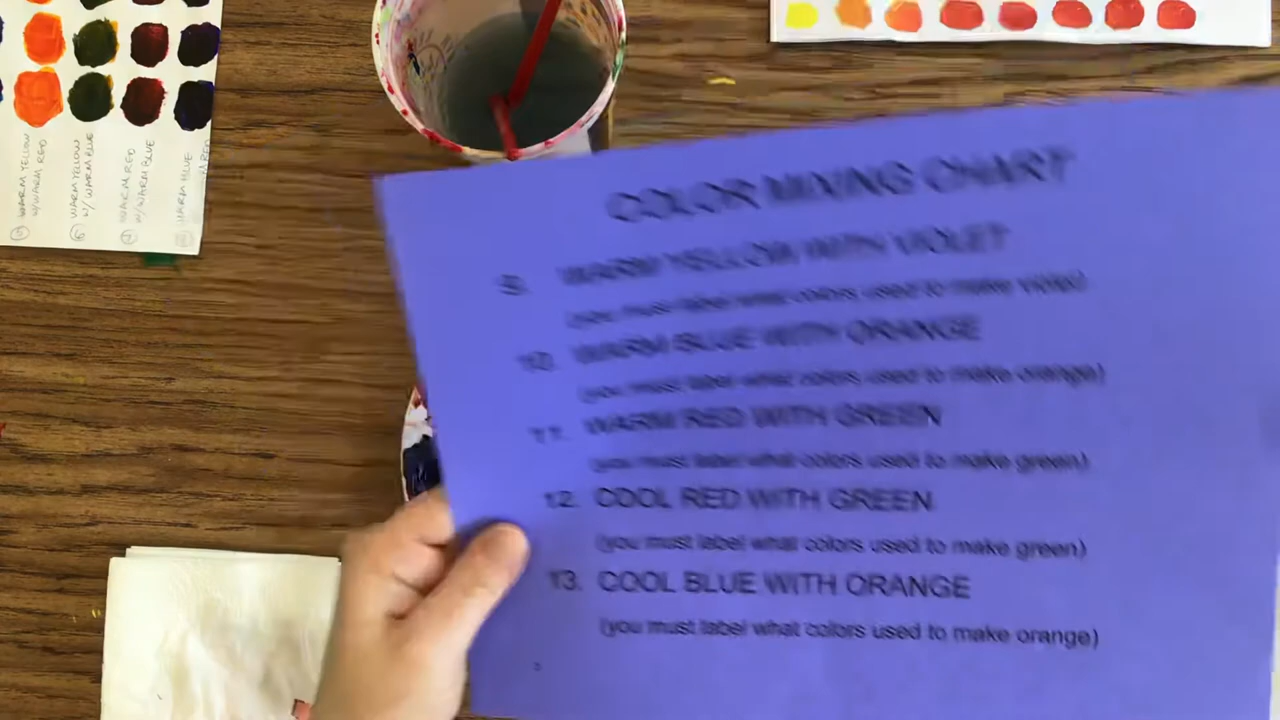 COLOR MIXING CHART
9. WARM YELLOW WITH VIOLET
(you must label what colors used to make violet)
10. WARM BLUE WITH ORANGE
(you must label what colors used to make orange)
11. WARM RED WITH GREEN
(you must label what colors used to make green)
12. COOL RED WITH GREEN
(you must label what colors used to make green)
13. COOL BLUE WITH ORANGE
(you must label what colors used to make orange)
WARM YELLOW
W/WARM RED
WARM YELLOW
W/ WARM BLUE
WARM RED
W/WARM BLUE
WARM BLUE